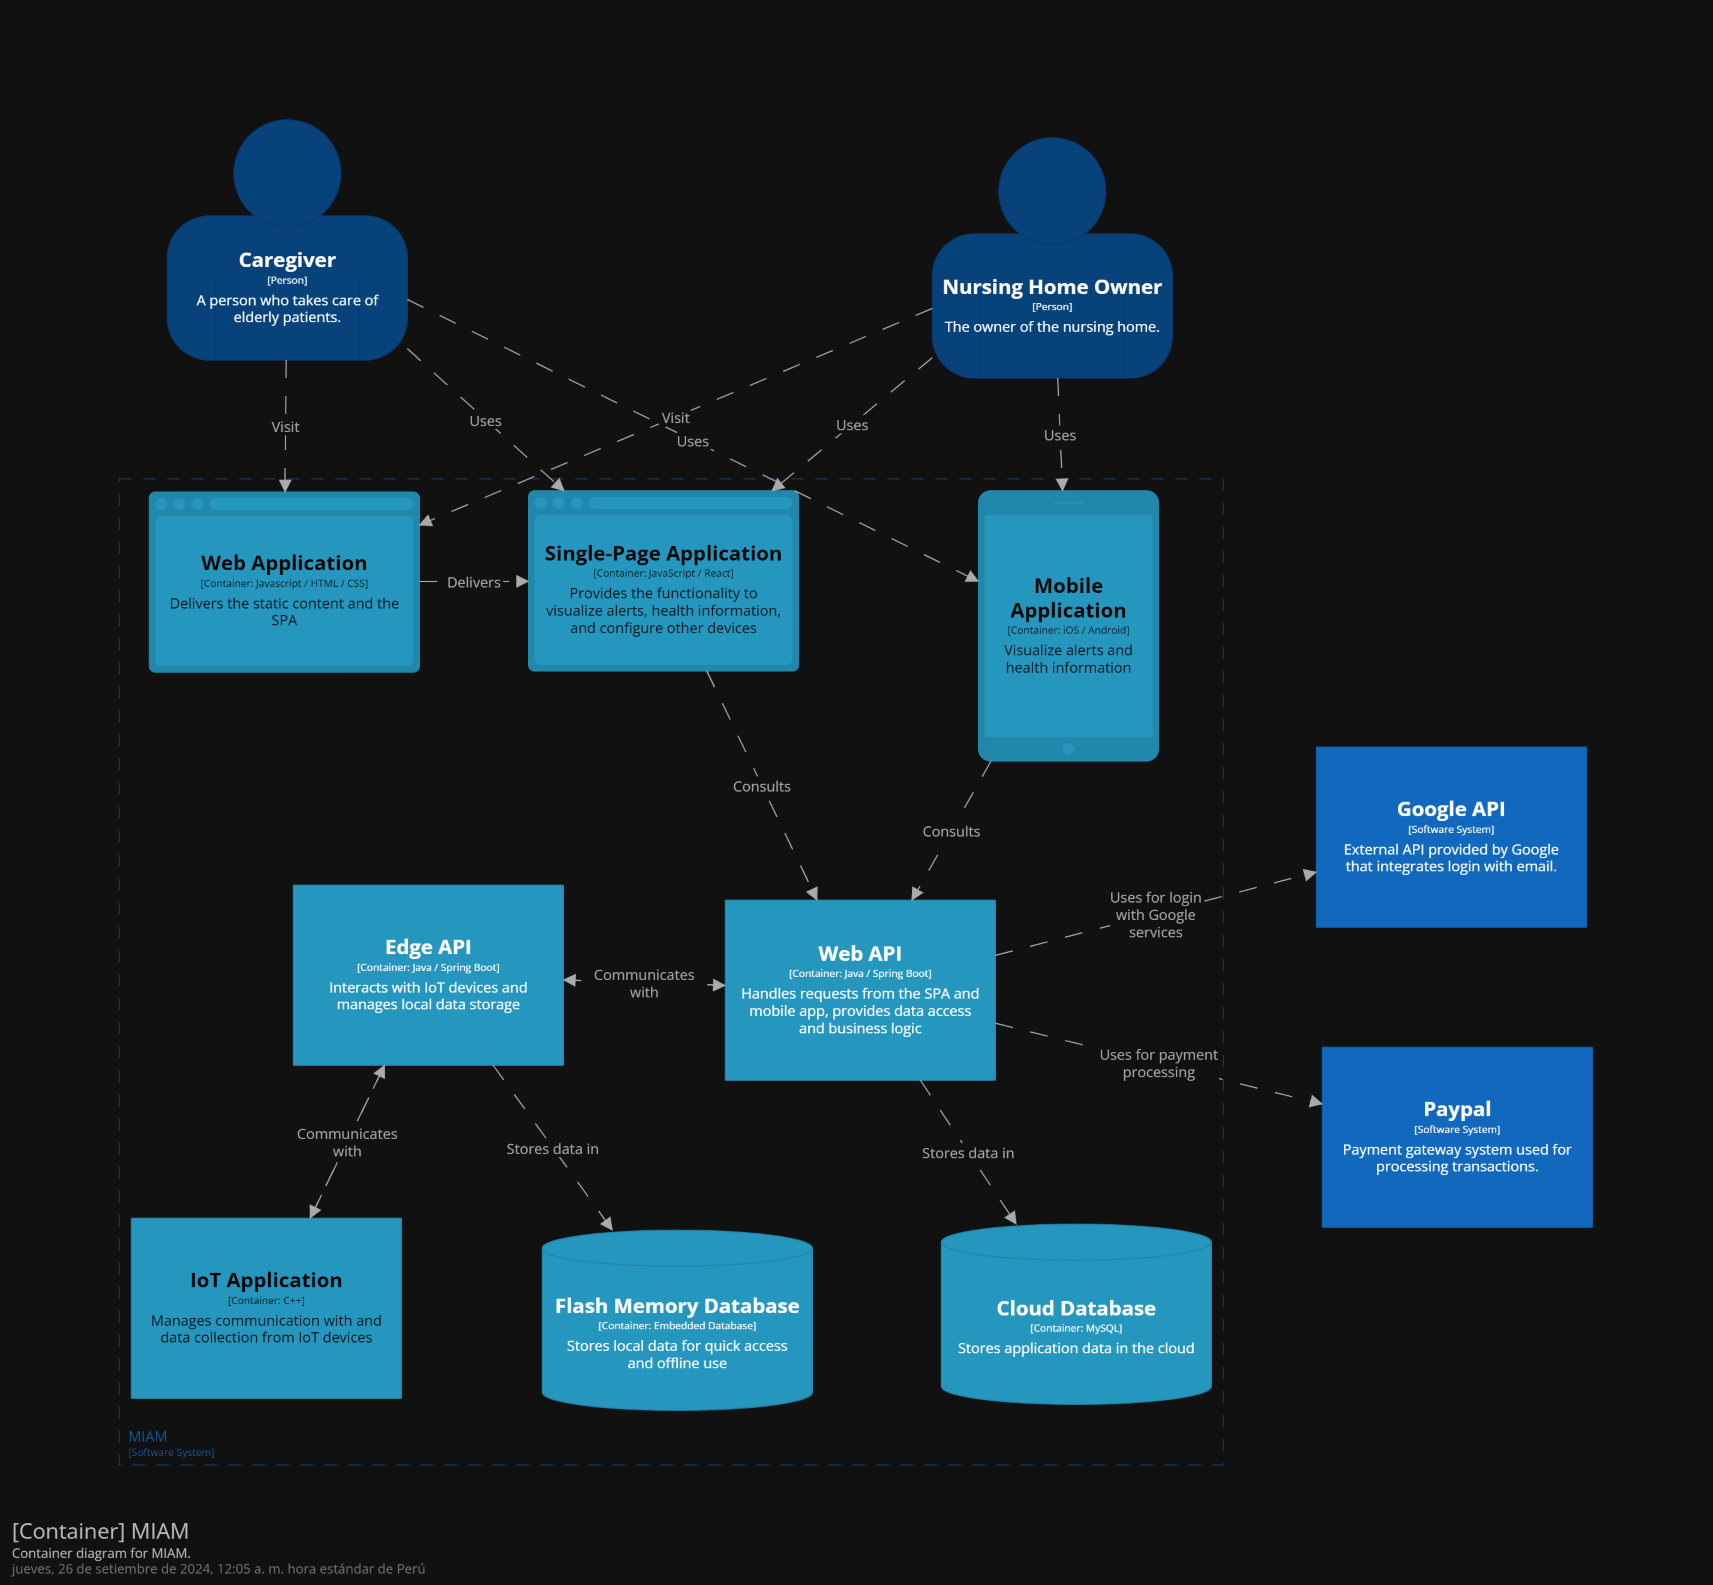 Caregiver
[Person]
A person who takes care of
elderly patients.
Nursing Home Owner
[Person]
The owner of the nursing home.
Visit
Uses
Visit
Uses
Uses
Uses
Web Application
[Container: Javascript / HTML / CSS]
Delivers the static content and the
SPA
Delivers
Single-Page Application
[Container: JavaScript / React]
Provides the functionality to
visualize alerts, health information,
and configure other devices
Mobile
Application
[Container: iOS / Android]
Visualize alerts and
health information
Consults
Consults
Google API
[Software System]
External API provided by Google
that integrates login with email.
Edge API
[Container: Java / Spring Boot]
Interacts with IoT devices and
manages local data storage
Communicates
with
Web API
[Container: Java / Spring Boot]
Handles requests from the SPA and
mobile app, provides data access
and business logic
Uses for login
with Google
services
Uses for payment
processing
Paypal
[Software System]
Payment gateway system used for
processing transactions.
Communicates
with
Stores data in
Stores data in
IoT Application
[Container: C++]
Manages communication with and
data collection from IoT devices
Flash Memory Database
[Container: Embedded Database]
Stores local data for quick access
and offline use
Cloud Database
[Container: MySQL]
Stores application data in the cloud
MIAM
[Software System]
[Container] MIAM
Container diagram for MIAM.
jueves, 26 de setiembre de 2024, 12:05 a. m. hora estándar de Perú